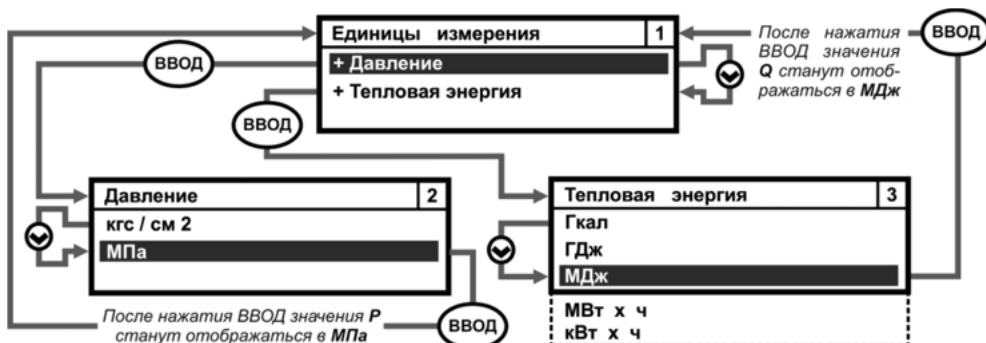 Единицы измерения 1
+ Давление
+ Тепловая энергия
ВВОД
ВВОД
После нажатия
ВВОД значения
Q станут отоб-
ражаться в МДж
ВВОД
Давление 2
кгс / см 2
МПа
После нажатия ВВОД значения P
станут отображаться в МПа
ВВОД
Тепловая энергия 3
Гкал
ГДж
МДж
МВт х ч
кВт х ч